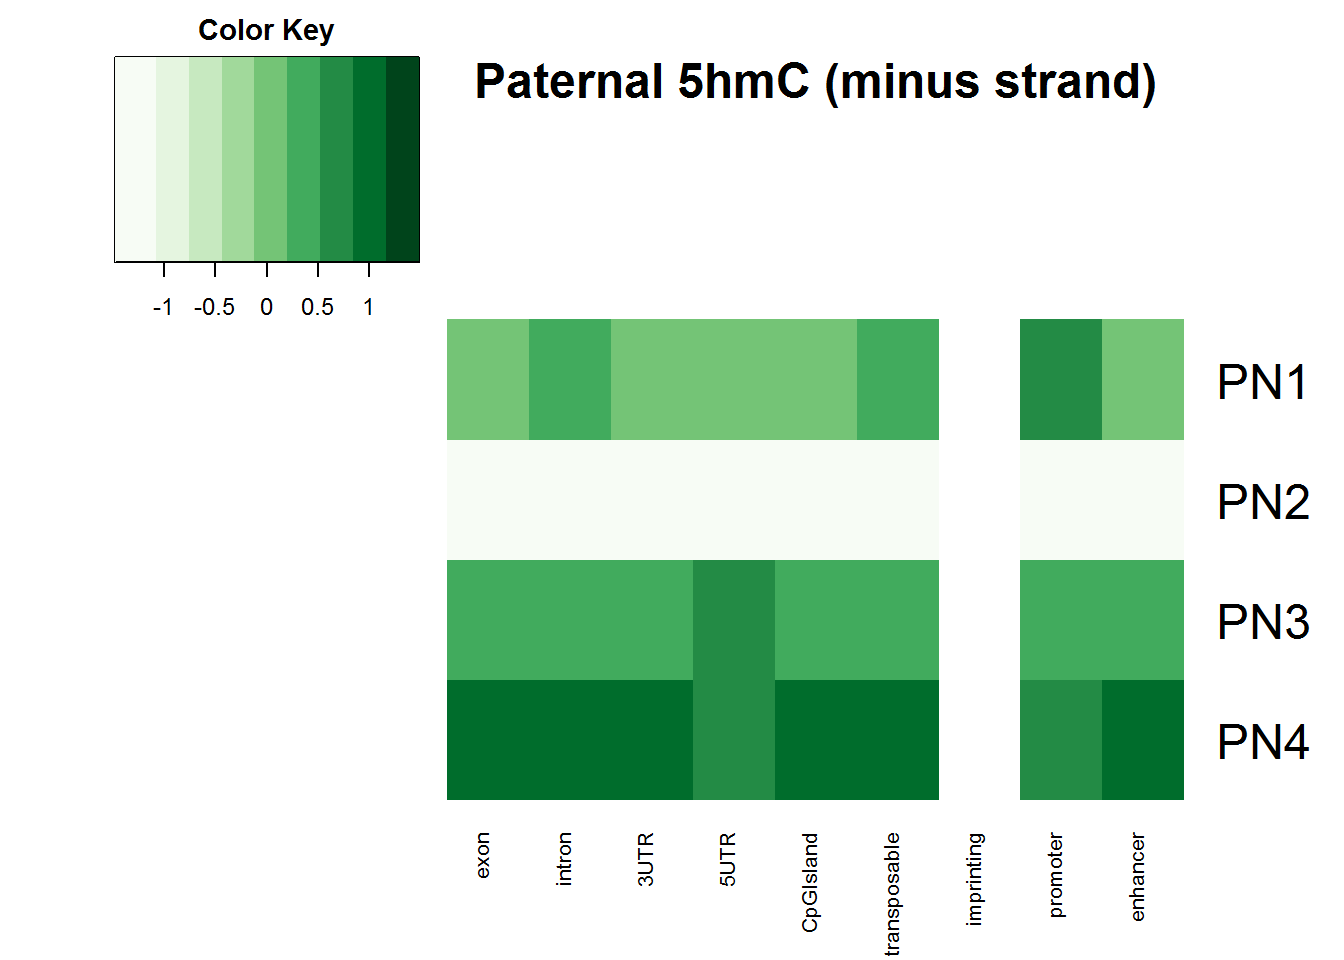 Color Key
Paternal 5hmC (minus strand)
-1 -0.5 0 0.5 1
PN1
PN2
PN3
PN4
exon
intron
3UTR
5UTR
CpGIsland
transposable
imprinting
promoter
enhancer